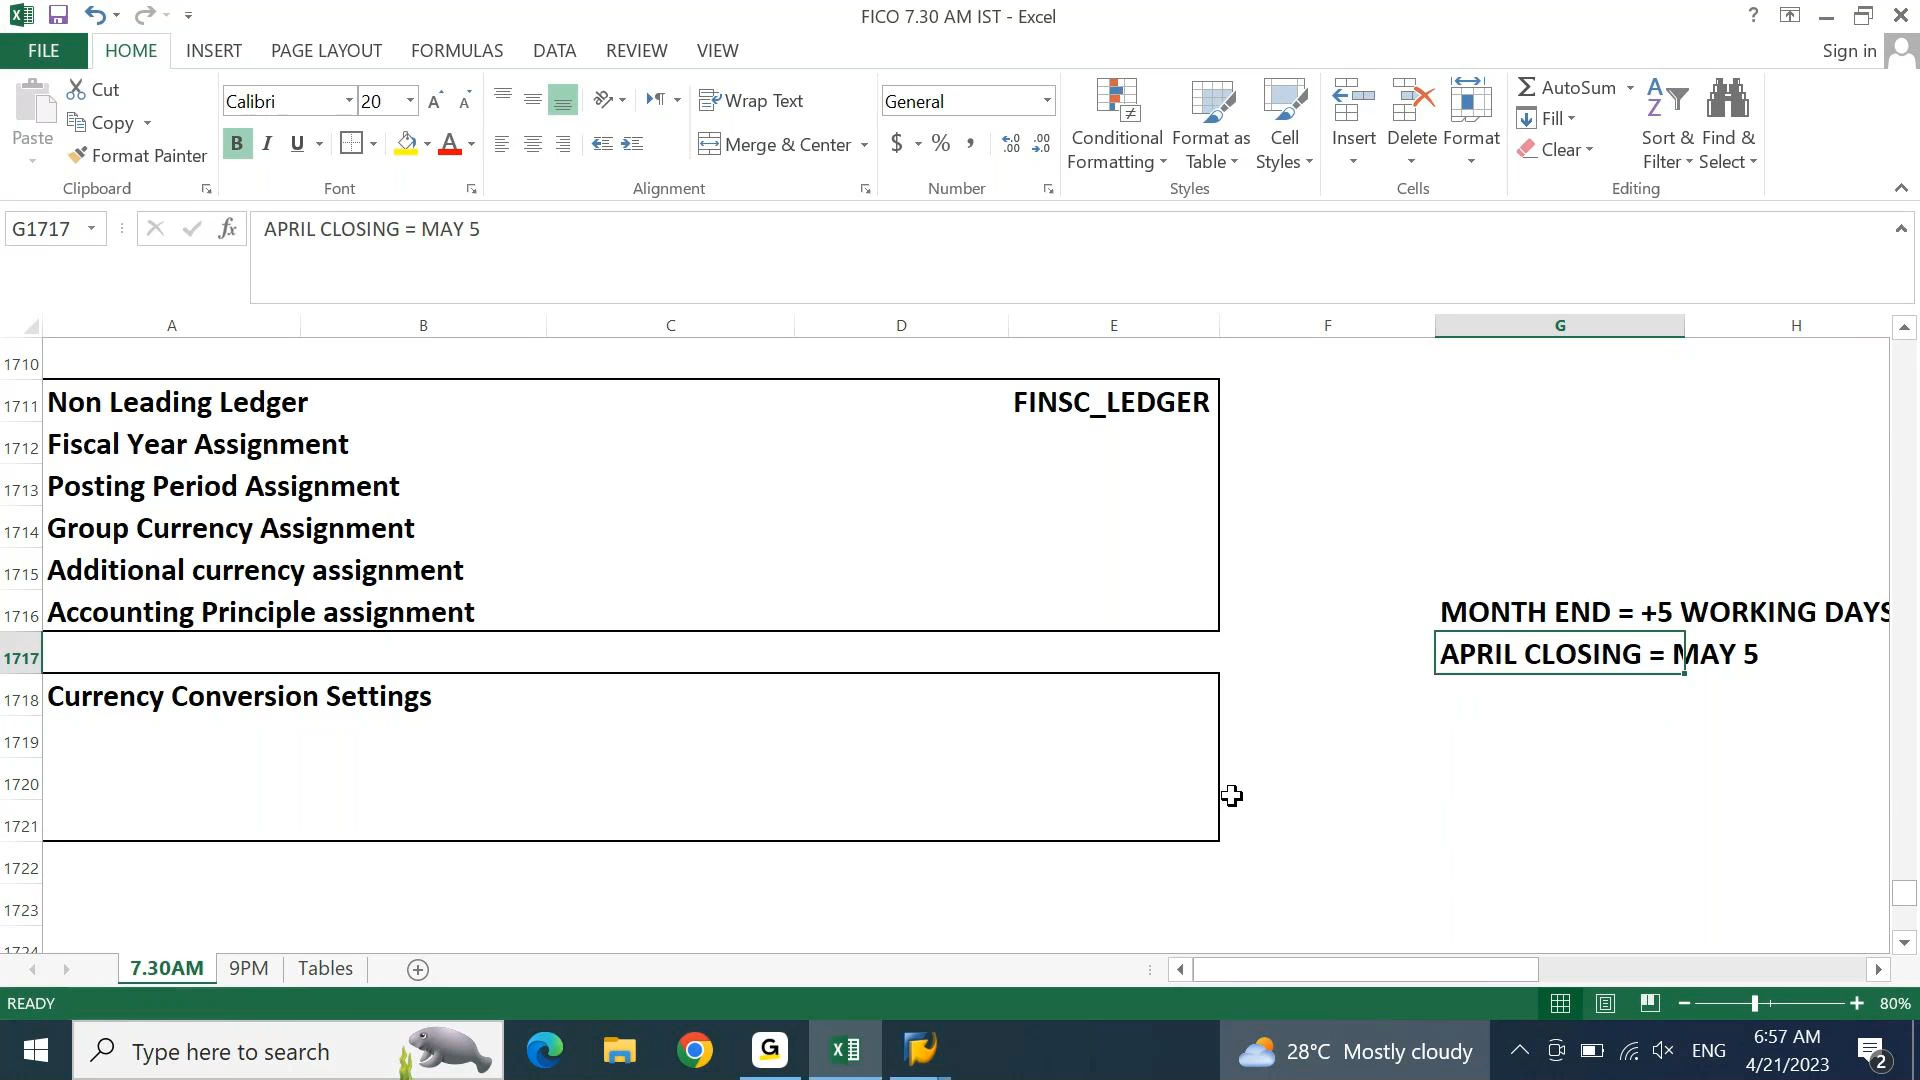 FICO 7.30 AM IST - Excel
?
FILE HOME INSERT PAGE LAYOUT FORMULAS DATA REVIEW VIEW Sign in
Paste
Cut
Copy
Format Painter
Clipboard
Calibri 20
A A
B I U A
Font
Wrap Text
Merge & Center
Alignment
General
$ % ,
Number
Conditional Formatting
Format as Table
Cell Styles
Styles
Insert Delete Format
Cells
AutoSum
Fill
Clear
Sort & Filter
Find & Select
Editing
G1717 fx APRIL CLOSING = MAY 5
A B C D E F G H
1710
1711 Non Leading Ledger FINSC_LEDGER
1712 Fiscal Year Assignment
1713 Posting Period Assignment
1714 Group Currency Assignment
1715 Additional currency assignment
1716 Accounting Principle assignment MONTH END = +5 WORKING DAYS
1717 APRIL CLOSING = MAY 5
1718 Currency Conversion Settings
1719
1720
1721
1722
1723
1724
7.30AM 9PM Tables
READY 80%
Type here to search 28°C Mostly cloudy ENG 6:57 AM
4/21/2023 2